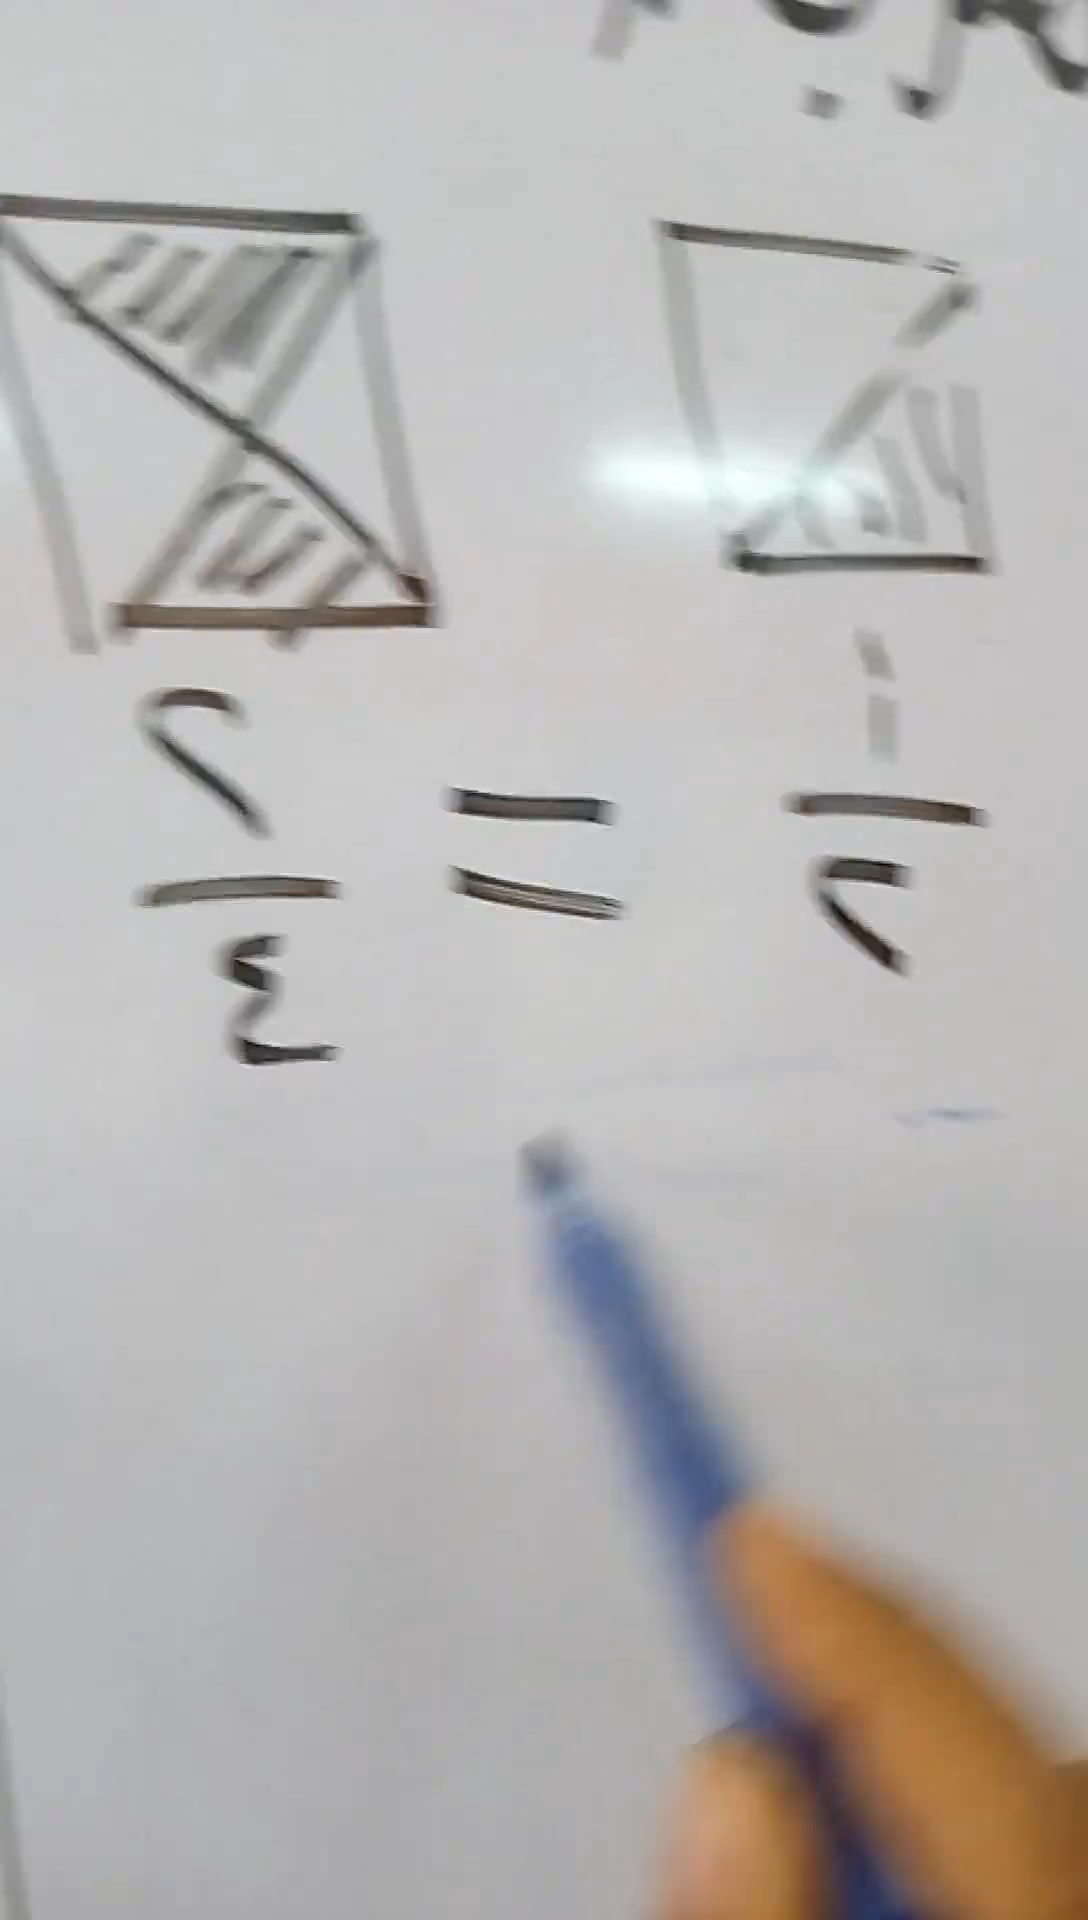 ١/٢ = ٢/٤